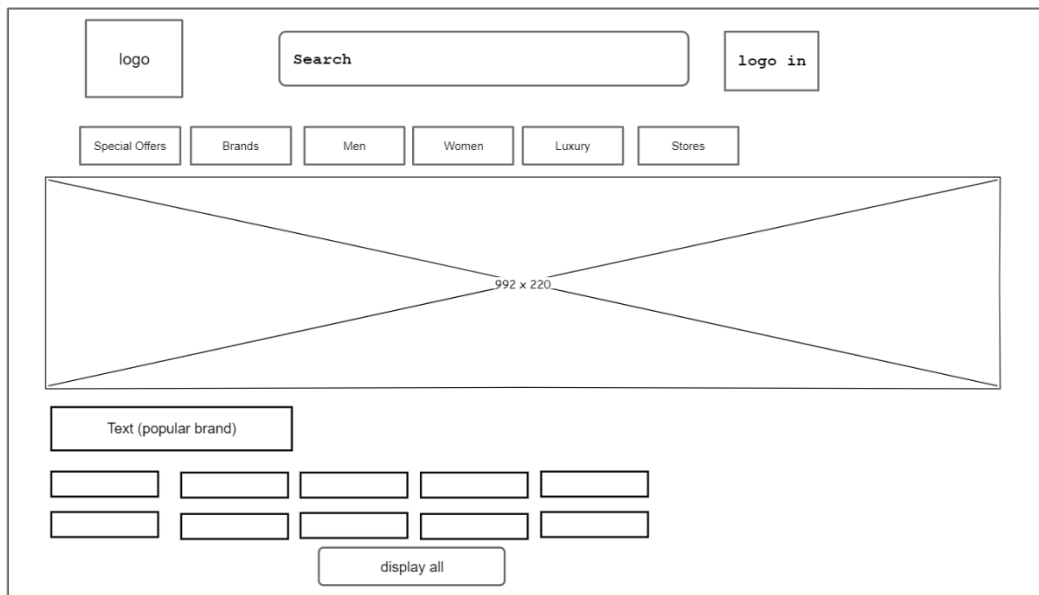 logo
Search
logo in
Special Offers
Brands
Men
Women
Luxury
Stores
992 x 220
Text (popular brand)
display all